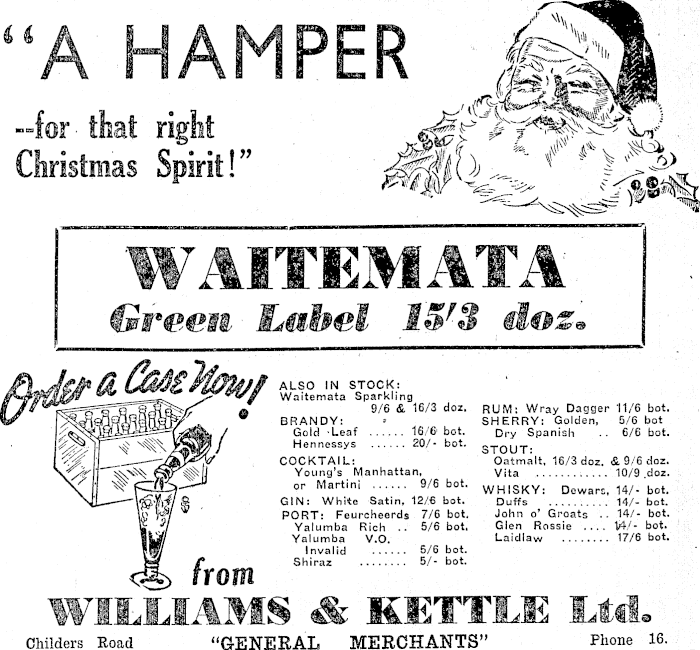 “A HAMPER
--for that right
Christmas Spirit!”
WAITEMATA
Green Label 15'3 doz.
Order a Case Now!
ALSO IN STOCK:
Waitemata Sparkling
9/6 & 16/3 doz.
BRANDY:
Gold Leaf ...... 16/6 bot.
Hennessys ...... 20/- bot.
COCKTAIL:
Young's Manhattan,
or Martini ...... 9/6 bot.
GIN: White Satin, 12/6 bot.
PORT: Feurcheerds 7/6 bot.
Yalumba Rich .. 5/6 bot.
Yalumba V.O.
Invalid ...... 5/6 bot.
Shiraz ........ 5/- bot.
RUM: Wray Dagger 11/6 bot.
SHERRY: Golden, 5/6 bot
Dry Spanish .. 6/6 bot.
STOUT:
Oatmalt, 16/3 doz. & 9/6 doz.
Vita ............ 10/9 doz.
WHISKY: Dewars, 14/- bot.
Duffs .......... 14/- bot.
John o' Groats .. 14/- bot.
Glen Rossie .... 14/- bot.
Laidlaw ........ 17/6 bot.
from
WILLIAMS & KETTLE Ltd.
Childers Road “GENERAL MERCHANTS” Phone 16.